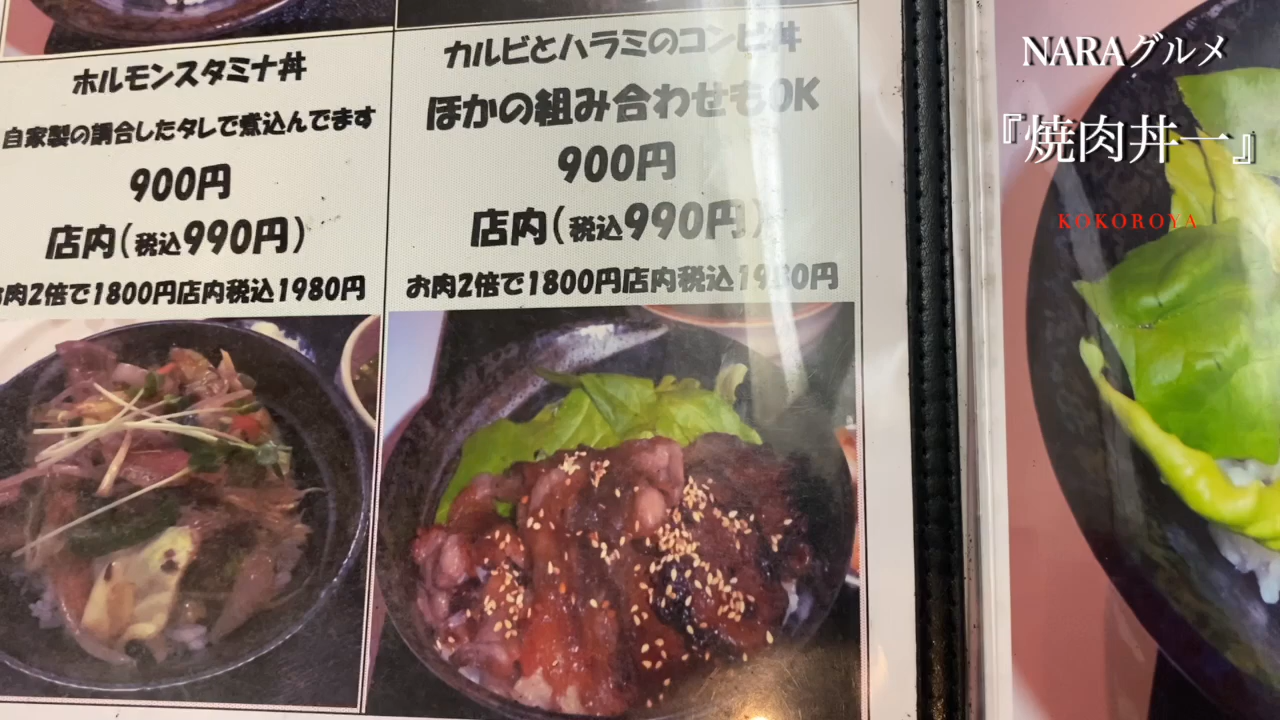 ホルモンスタミナ丼
自家製の調合したタレで煮込んでます
900円
店内(税込990円)
お肉2倍で1800円店内税込1980円
カルビとハラミのコンビ丼
ほかの組み合わせもOK
900円
店内(税込990円)
お肉2倍で1800円店内税込1980円
NARAグルメ
『焼肉丼一』
KOKOROYA